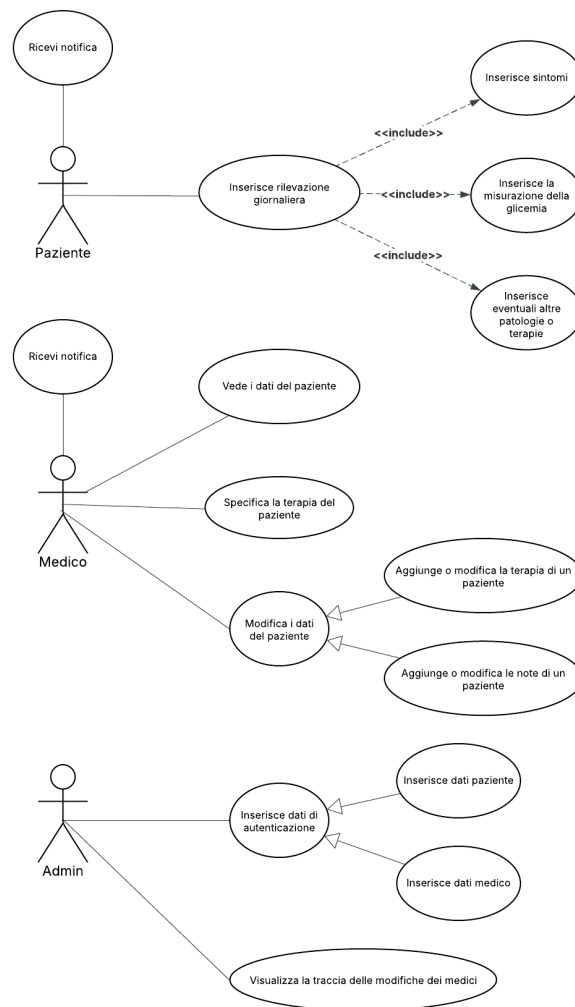 Ricevi notifica
Inserisce sintomi
<<include>>
Inserisce rilevazione
giornaliera
<<include>>
Inserisce la
misurazione della
glicemia
Paziente
<<include>>
Inserisce
eventuali altre
patologie o
terapie
Ricevi notifica
Vede i dati del paziente
Specifica la terapia del
paziente
Medico
Aggiunge o modifica la terapia di un
paziente
Modifica i dati
del paziente
Aggiunge o modifica le note di un
paziente
Inserisce dati paziente
Inserisce dati di
autenticazione
Admin
Inserisce dati medico
Visualizza la traccia delle modifiche dei medici